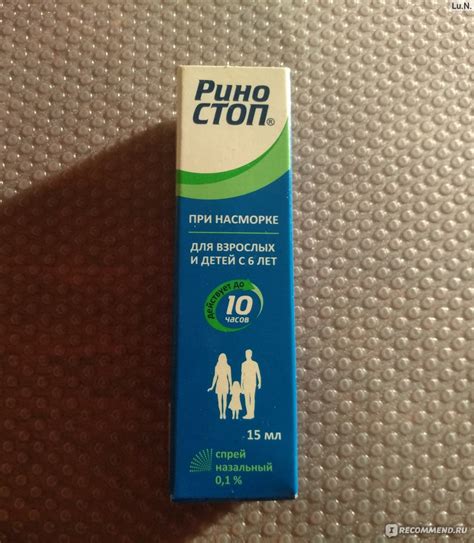 Lu.N.
Рино
СТОП®
ПРИ НАСМОРКЕ
ДЛЯ ВЗРОСЛЫХ
И ДЕТЕЙ С 6 ЛЕТ
действует до
10
часов
15 мл
спрей
назальный
0,1 %
IRECOMMEND.RU